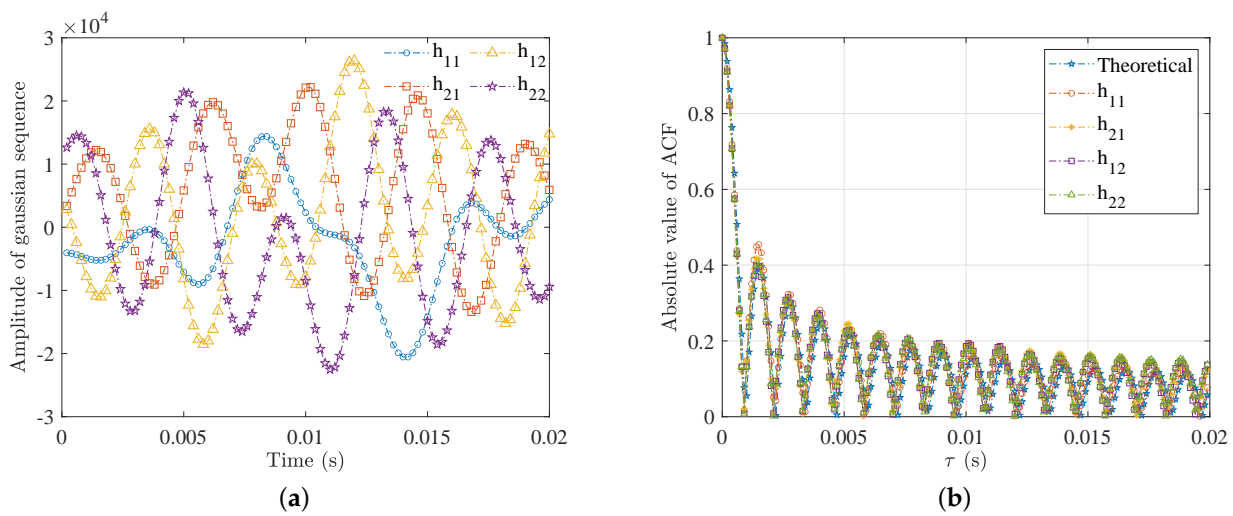 ×10⁴
3
2
1
0
-1
-2
-3
Amplitude of gaussian sequence
h₁₁ h₁₂
h₂₁ h₂₂
0 0.005 0.01 0.015 0.02
Time (s)
(a)
1
0.8
0.6
0.4
0.2
0
Absolute value of ACF
Theoretical
h₁₁
h₂₁
h₁₂
h₂₂
0 0.005 0.01 0.015 0.02
τ (s)
(b)